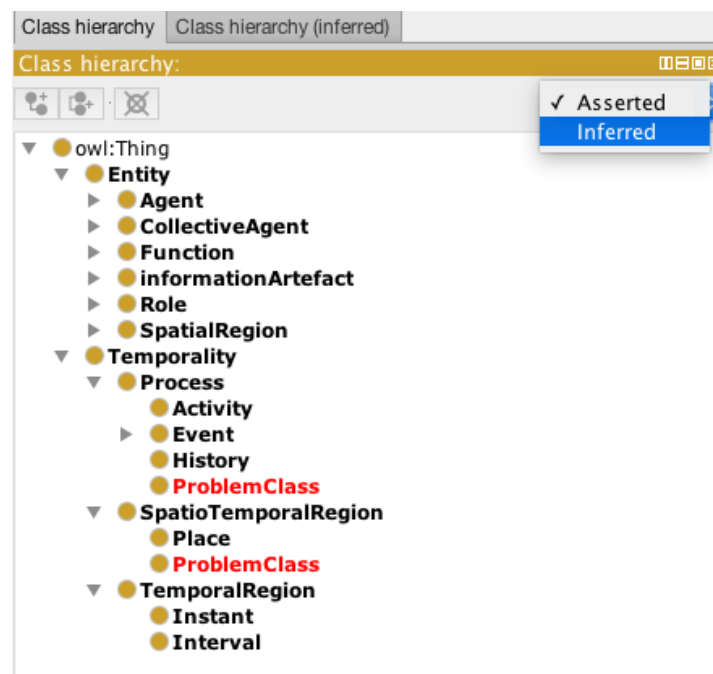 Class hierarchy Class hierarchy (inferred)
Class hierarchy:
✓ Asserted
Inferred
owl:Thing
Entity
Agent
CollectiveAgent
Function
informationArtefact
Role
SpatialRegion
Temporality
Process
Activity
Event
History
ProblemClass
SpatioTemporalRegion
Place
ProblemClass
TemporalRegion
Instant
Interval